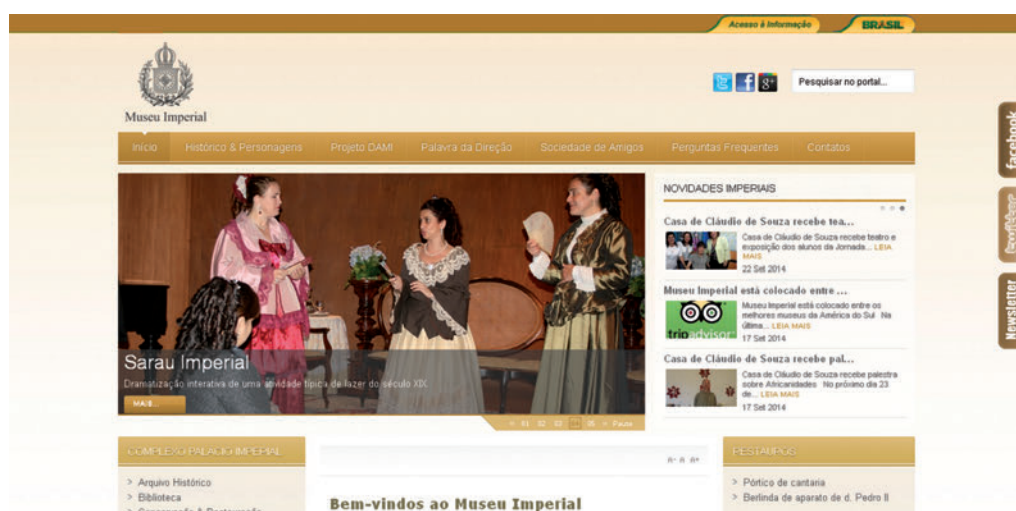 Acesso à Informação
BRASIL
Museu Imperial
Pesquisar no portal...
Início Histórico & Personagens Projeto DAMI Palavra da Direção Sociedade de Amigos Perguntas Frequentes Contatos
Sarau Imperial
Dramatização interativa de uma atividade típica de lazer do século XIX.
MAIS...
« 01 02 03 04 05 » Pause
NOVIDADES IMPERIAIS
Casa de Cláudio de Souza recebe tea...
Casa de Cláudio de Souza recebe teatro e
exposição dos alunos da Jornada... LEIA
MAIS
22 Set 2014
Museu Imperial está colocado entre ...
tripadvisor
Museu Imperial está colocado entre os
melhores museus da América do Sul Na
última... LEIA MAIS
17 Set 2014
Casa de Cláudio de Souza recebe pal...
Casa de Cláudio de Souza recebe palestra
sobre Africanidades No próximo dia 23
de... LEIA MAIS
17 Set 2014
facebook
twitter
Newsletter
COMPLEXO PALÁCIO IMPERIAL
> Arquivo Histórico
> Biblioteca
A- A A+
Bem-vindos ao Museu Imperial
RESTAUROS
> Pórtico de cantaria
> Berlinda de aparato de d. Pedro II